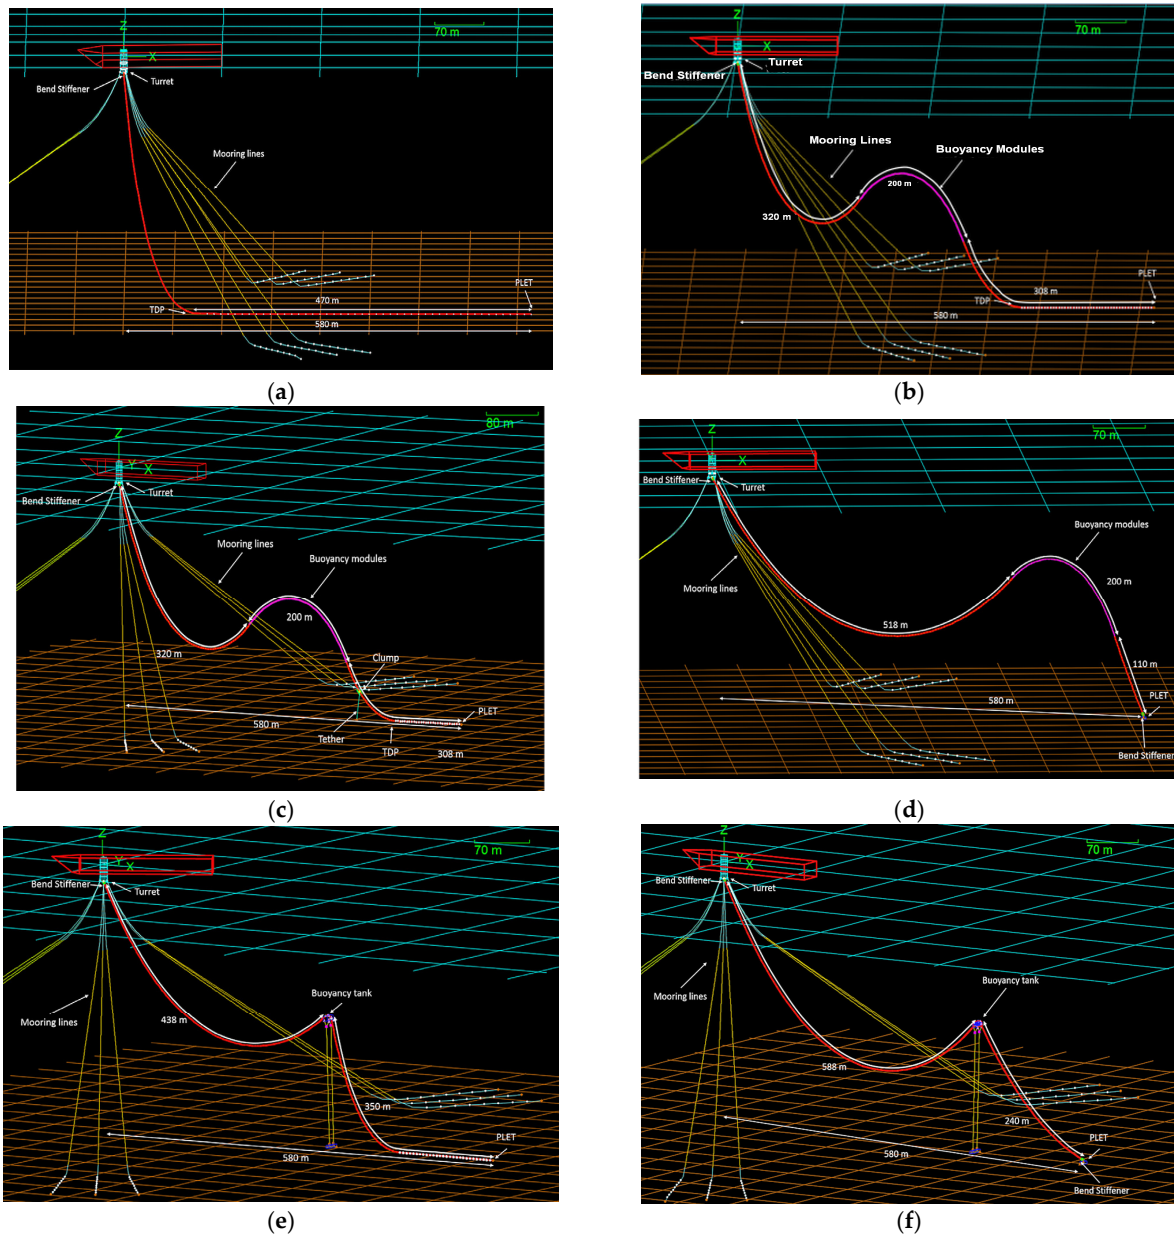 Z
70 m
X
Turret
Bend Stiffener
Mooring lines
470 m
TDP
PLET
580 m
(a)
Z
70 m
X
Turret
Bend Stiffener
Mooring Lines
Buoyancy Modules
200 m
320 m
PLET
308 m
TDP
580 m
(b)
80 m
Z
Y
X
Turret
Bend Stiffener
Mooring lines
Buoyancy modules
200 m
320 m
Clump
PLET
580 m
Tether
TDP
308 m
(c)
Z
70 m
X
Bend Stiffener
Turret
Buoyancy modules
Mooring lines
200 m
518 m
110 m
580 m
PLET
Bend Stiffener
(d)
Z
70 m
Y
X
Bend Stiffener
Turret
Buoyancy tank
Mooring lines
438 m
350 m
PLET
580 m
(e)
Z
70 m
Y
X
Bend Stiffener
Turret
Buoyancy tank
Mooring lines
588 m
240 m
PLET
580 m
Bend Stiffener
(f)